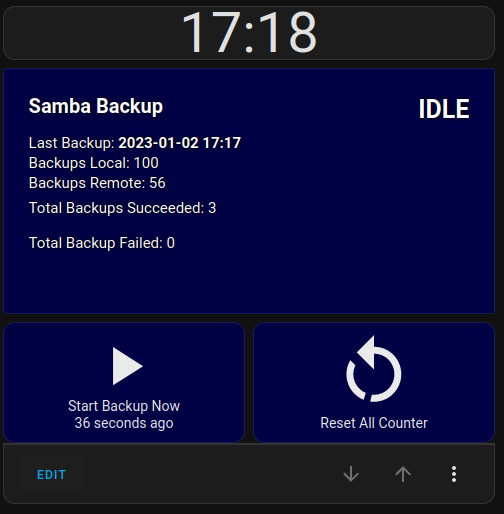 17:18
Samba Backup
IDLE
Last Backup: 2023-01-02 17:17
Backups Local: 100
Backups Remote: 56
Total Backups Succeeded: 3
Total Backup Failed: 0
Start Backup Now
36 seconds ago
Reset All Counter
EDIT